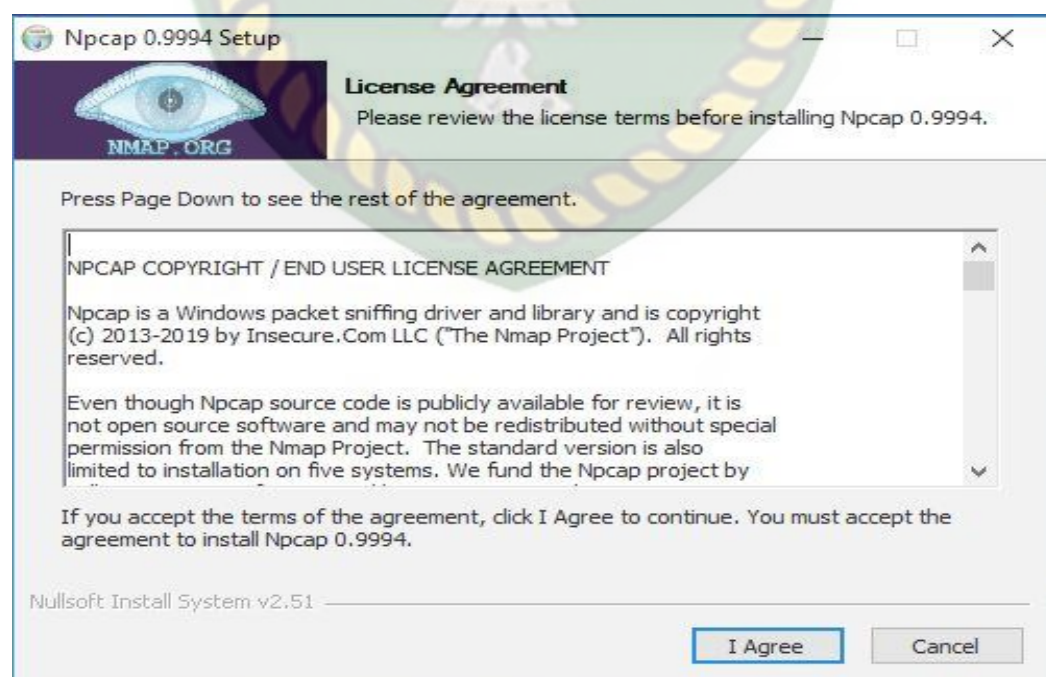 Npcap 0.9994 Setup
NMAP.ORG
License Agreement
Please review the license terms before installing Npcap 0.9994.
Press Page Down to see the rest of the agreement.
NPCAP COPYRIGHT / END USER LICENSE AGREEMENT
Npcap is a Windows packet sniffing driver and library and is copyright
(c) 2013-2019 by Insecure.Com LLC ("The Nmap Project").  All rights
reserved.
Even though Npcap source code is publicly available for review, it is
not open source software and may not be redistributed without special
permission from the Nmap Project.  The standard version is also
limited to installation on five systems. We fund the Npcap project by
If you accept the terms of the agreement, click I Agree to continue. You must accept the
agreement to install Npcap 0.9994.
Nullsoft Install System v2.51
I Agree
Cancel